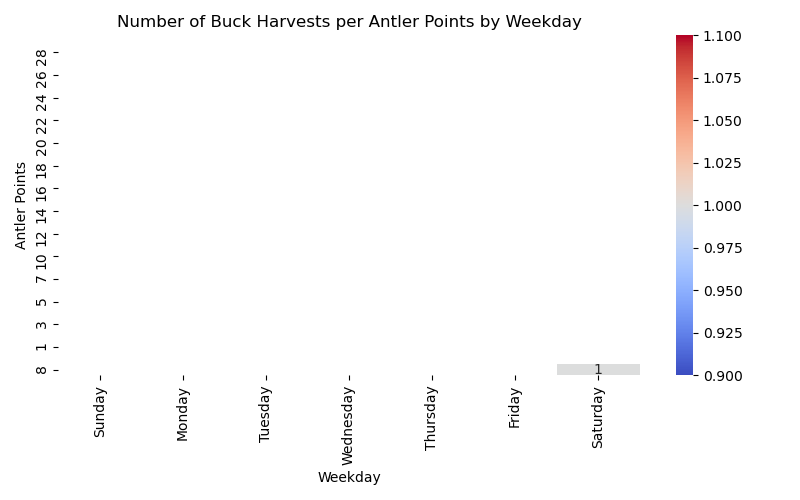 Number of Buck Harvests per Antler Points by Weekday
Antler Points
28
26
24
22
20
18
16
14
12
10
7
5
3
1
8
1
Sunday
Monday
Tuesday
Wednesday
Thursday
Friday
Saturday
Weekday
1.100
1.075
1.050
1.025
1.000
0.975
0.950
0.925
0.900